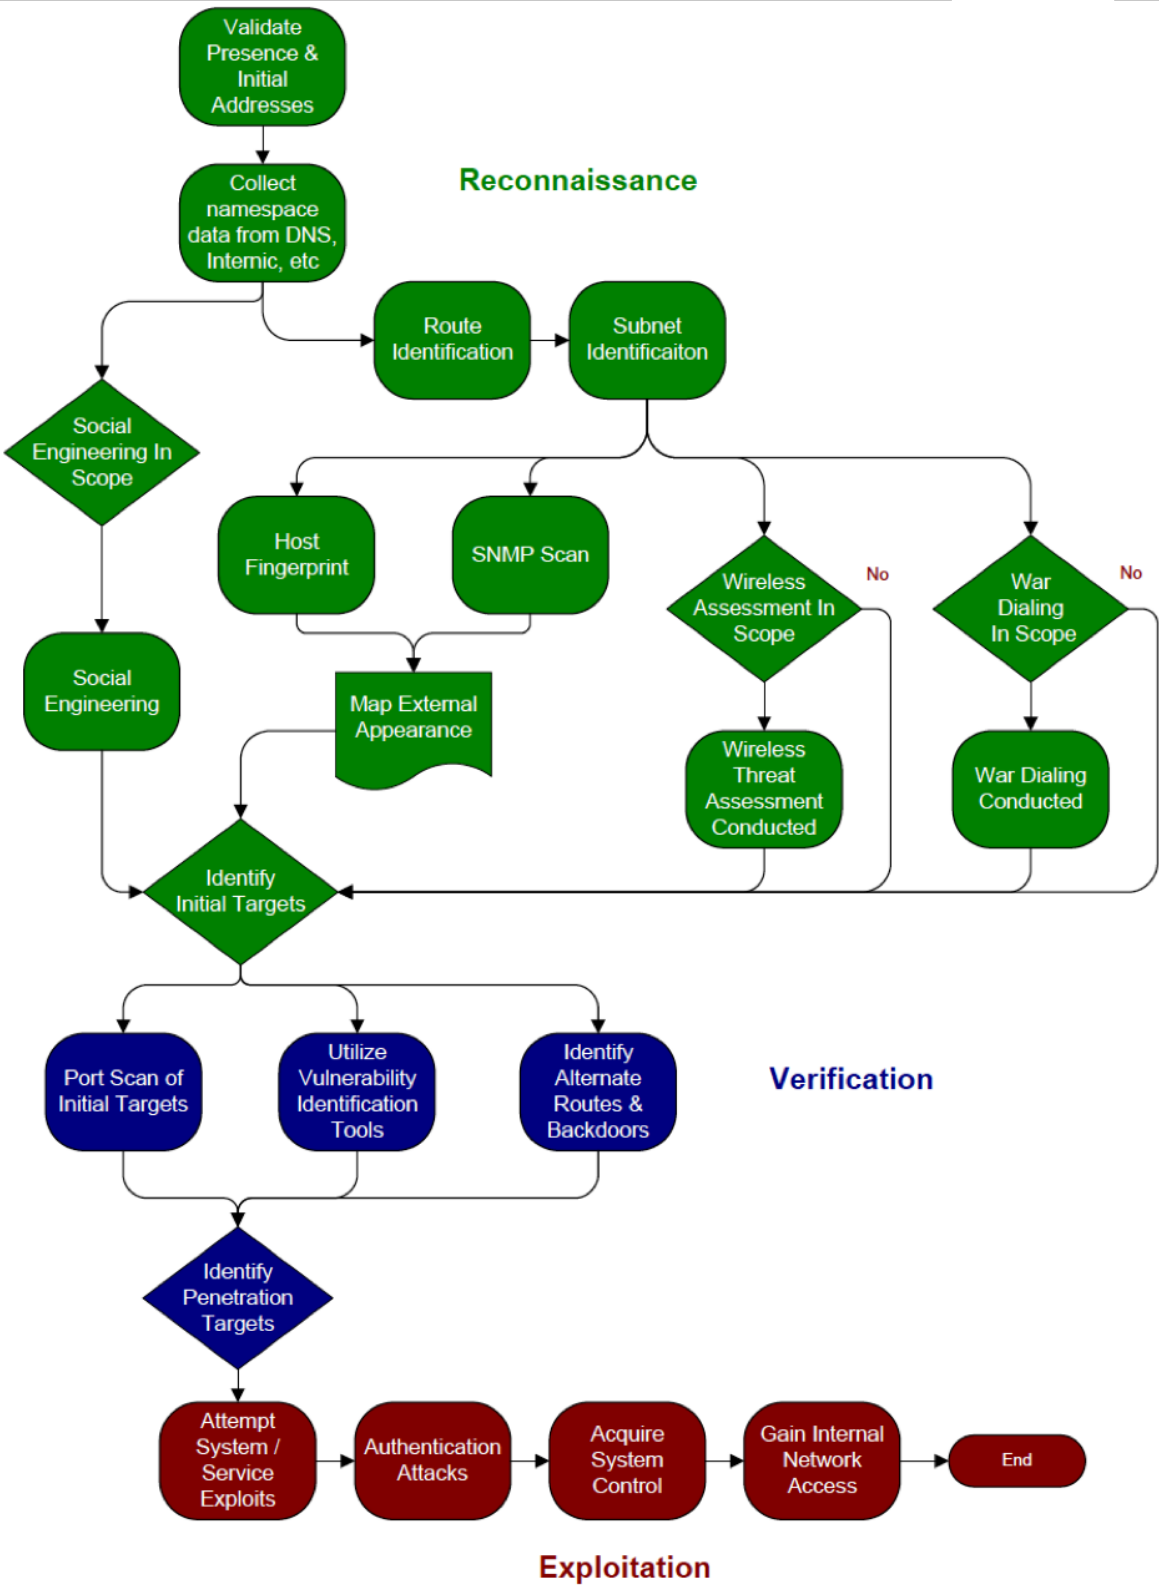 Validate
Presence &
Initial
Addresses
Reconnaissance
Collect
namespace
data from DNS,
Internic, etc
Route
Identification
Subnet
Identificaiton
Social
Engineering In
Scope
Host
Fingerprint
SNMP Scan
Wireless
Assessment In
Scope
No
War
Dialing
In Scope
No
Social
Engineering
Map External
Appearance
Wireless
Threat
Assessment
Conducted
War Dialing
Conducted
Identify
Initial Targets
Port Scan of
Initial Targets
Utilize
Vulnerability
Identification
Tools
Identify
Alternate
Routes &
Backdoors
Verification
Identify
Penetration
Targets
Attempt
System /
Service
Exploits
Authentication
Attacks
Acquire
System
Control
Gain Internal
Network
Access
End
Exploitation